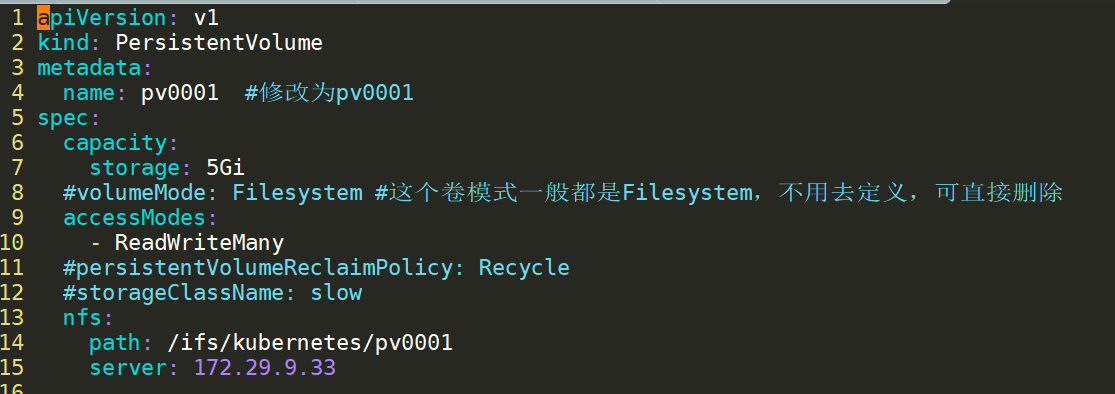 1 apiVersion: v1
2 kind: PersistentVolume
3 metadata:
4   name: pv0001  #修改为pv0001
5 spec:
6   capacity:
7     storage: 5Gi
8   #volumeMode: Filesystem #这个卷模式一般都是Filesystem，不用去定义，可直接删除
9   accessModes:
10     - ReadWriteMany
11   #persistentVolumeReclaimPolicy: Recycle
12   #storageClassName: slow
13   nfs:
14     path: /ifs/kubernetes/pv0001
15     server: 172.29.9.33
16